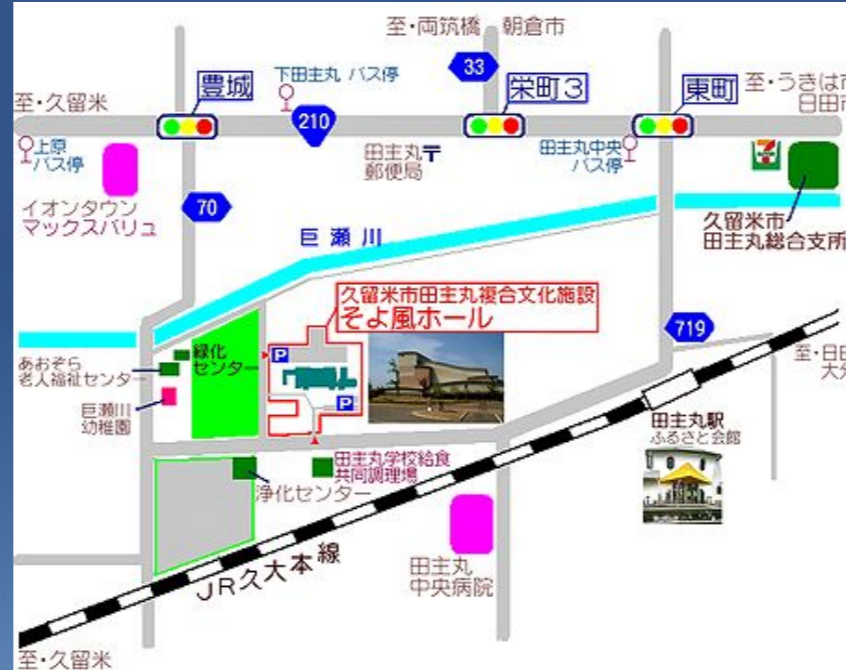 至・両筑橋 朝倉市
33
下田主丸 バス停
豊城
栄町3
東町
至・うきは市
日田市
至・久留米
210
上原
バス停
田主丸〒
郵便局
田主丸中央
バス停
イオンタウン
マックスバリュ
70
巨瀬川
久留米市
田主丸総合支所
久留米市田主丸複合文化施設
そよ風ホール
719
緑化
センター
P
P
あおぞら
老人福祉センター
至・日田
巨瀬川
幼稚園
田主丸駅
ふるさと会館
田主丸学校給食
共同調理場
浄化センター
JR久大本線
田主丸
中央病院
至・久留米